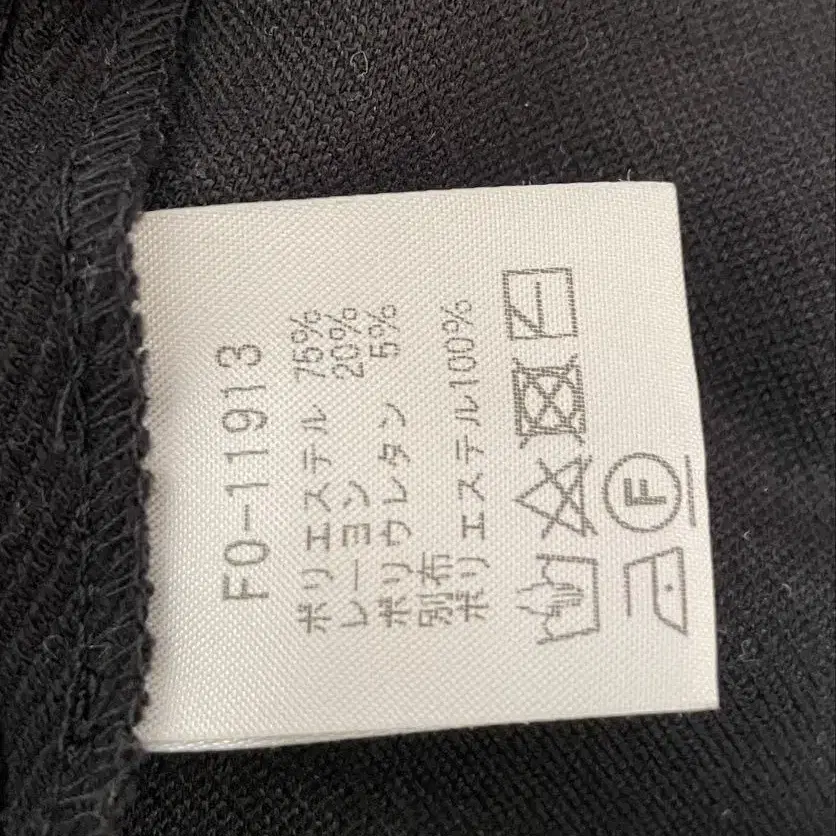 F0-11913
ポリエステル 75%
レーヨン 20%
ポリウレタン 5%
別布
ポリエステル100%
F